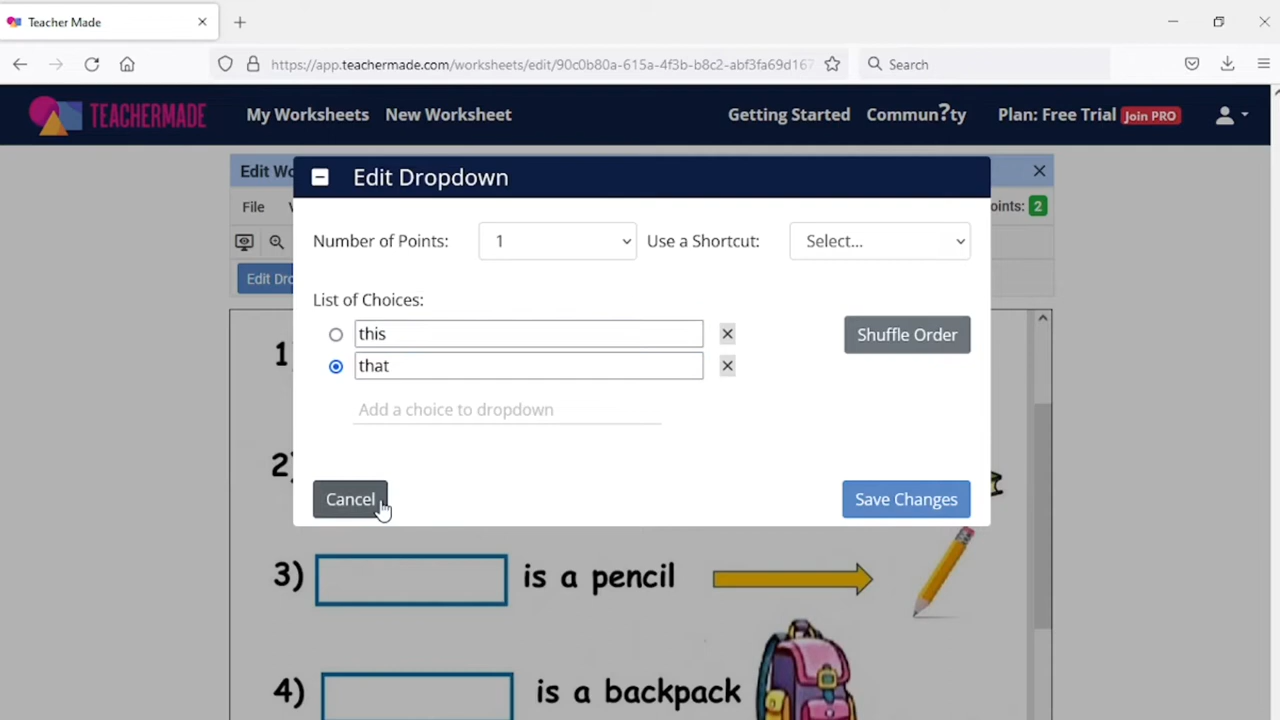 Teacher Made
https://app.teachermade.com/worksheets/edit/90c0b80a-615a-4f3b-b8c2-abf3fa69d167
Search
TEACHERMADE
My Worksheets
New Worksheet
Getting Started
Commun?ty
Plan: Free Trial
Join PRO
Edit
Edit Dropdown
File
Points: 2
Number of Points:
1
Use a Shortcut:
Select...
Edit
List of Choices:
this
Shuffle Order
that
Add a choice to dropdown
1)
2)
Cancel
Save Changes
3) is a pencil
4) is a backpack